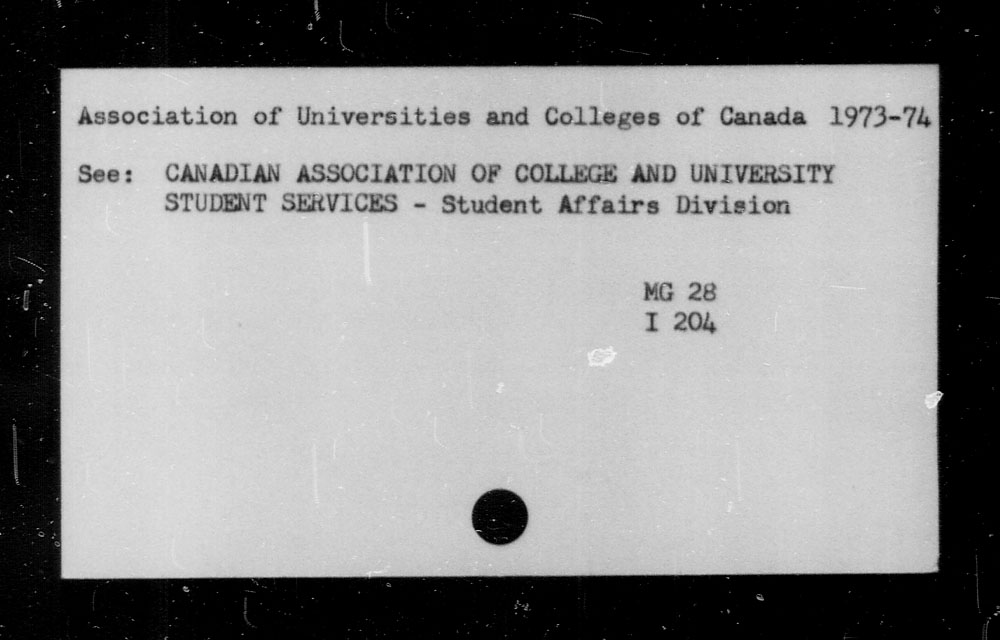 Association of Universities and Colleges of Canada 1973-74
See: CANADIAN ASSOCIATION OF COLLEGE AND UNIVERSITY
STUDENT SERVICES - Student Affairs Division
MG 28
I 204